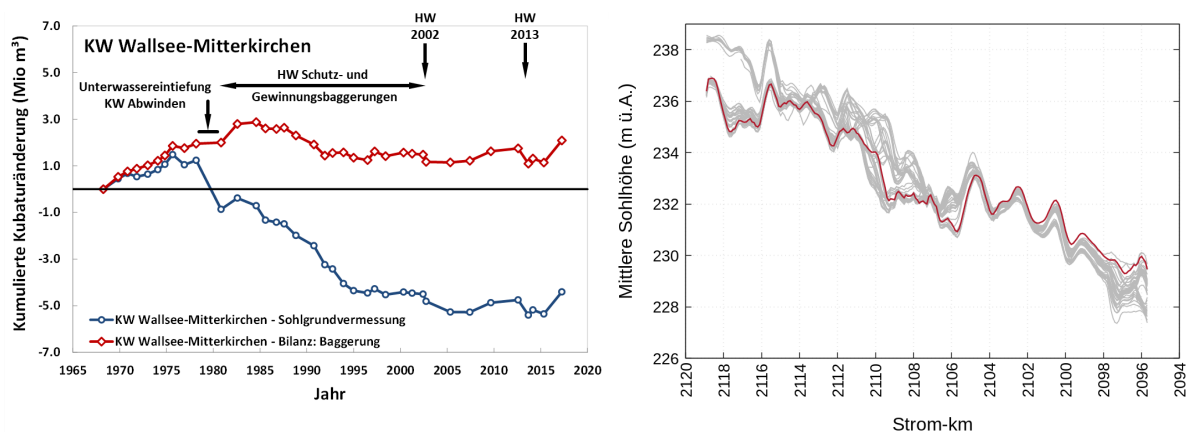 KW Wallsee-Mitterkirchen
HW
2002
HW
2013
Unterwassereintiefung
KW Abwinden
HW Schutz- und
Gewinnungsbaggerungen
Kumulierte Kubaturänderung (Mio m³)
7.0
5.0
3.0
1.0
-1.0
-3.0
-5.0
-7.0
KW Wallsee-Mitterkirchen - Sohlgrundvermessung
KW Wallsee-Mitterkirchen - Bilanz: Baggerung
1965 1970 1975 1980 1985 1990 1995 2000 2005 2010 2015 2020
Jahr
Mittlere Sohlhöhe (m ü.A.)
238
236
234
232
230
228
226
2120 2118 2116 2114 2112 2110 2108 2106 2104 2102 2100 2098 2096 2094
Strom-km